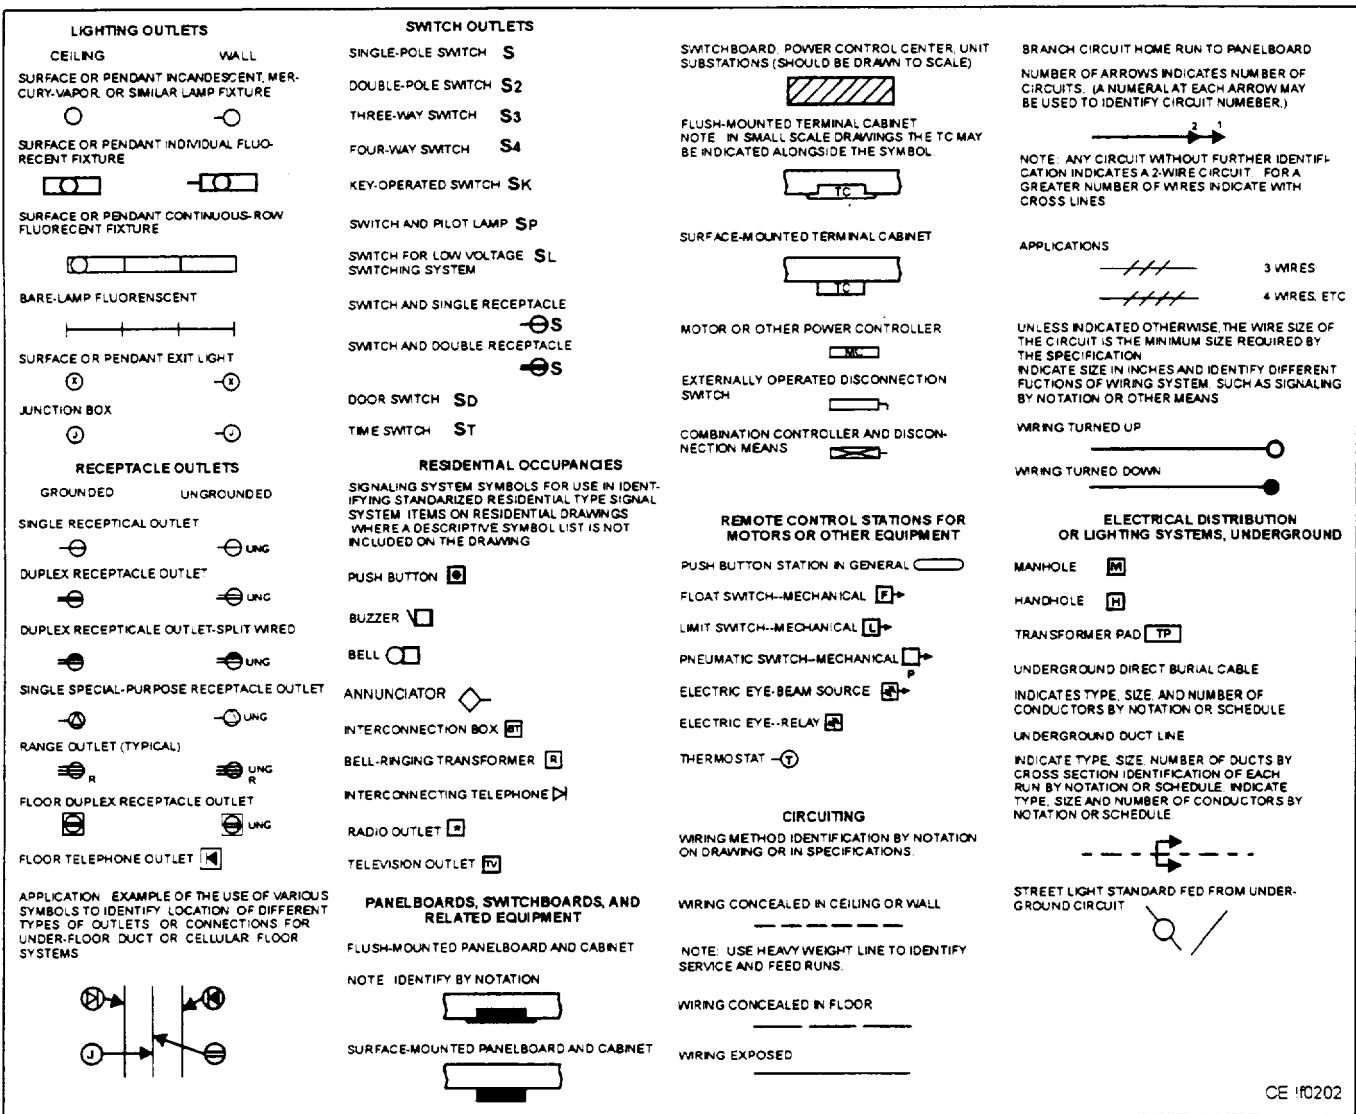 LIGHTING OUTLETS
CEILING WALL
SURFACE OR PENDANT INCANDESCENT, MER-
CURY-VAPOR, OR SIMILAR LAMP FIXTURE
SURFACE OR PENDANT INDIVIDUAL FLUO-
RECENT FIXTURE
SURFACE OR PENDANT CONTINUOUS-ROW
FLUORECENT FIXTURE
BARE-LAMP FLUORENSCENT
SURFACE OR PENDANT EXIT LIGHT
X X
JUNCTION BOX
J J
RECEPTACLE OUTLETS
GROUNDED UNGROUNDED
SINGLE RECEPTICAL OUTLET
UNG
DUPLEX RECEPTACLE OUTLET
UNG
DUPLEX RECEPTICALE OUTLET-SPLIT WIRED
UNG
SINGLE SPECIAL-PURPOSE RECEPTACLE OUTLET
UNG
RANGE OUTLET (TYPICAL)
R UNG
R
FLOOR DUPLEX RECEPTACLE OUTLET
UNG
FLOOR TELEPHONE OUTLET
APPLICATION EXAMPLE OF THE USE OF VARIOUS
SYMBOLS TO IDENTIFY LOCATION OF DIFFERENT
TYPES OF OUTLETS OR CONNECTIONS FOR
UNDER-FLOOR DUCT OR CELLULAR FLOOR
SYSTEMS
J
SWITCH OUTLETS
SINGLE-POLE SWITCH S
DOUBLE-POLE SWITCH S2
THREE-WAY SWITCH S3
FOUR-WAY SWITCH S4
KEY-OPERATED SWITCH SK
SWITCH AND PILOT LAMP SP
SWITCH FOR LOW VOLTAGE SL
SWITCHING SYSTEM
SWITCH AND SINGLE RECEPTACLE
S
SWITCH AND DOUBLE RECEPTACLE
S
DOOR SWITCH SD
TIME SWITCH ST
RESIDENTIAL OCCUPANCIES
SIGNALING SYSTEM SYMBOLS FOR USE IN IDENT-
IFYING STANDARIZED RESIDENTIAL TYPE SIGNAL
SYSTEM ITEMS ON RESIDENTIAL DRAWINGS
WHERE A DESCRIPTIVE SYMBOL LIST IS NOT
INCLUDED ON THE DRAWING
PUSH BUTTON
BUZZER
BELL
ANNUNCIATOR
INTERCONNECTION BOX BT
BELL-RINGING TRANSFORMER R
INTERCONNECTING TELEPHONE
RADIO OUTLET
TELEVISION OUTLET TV
PANELBOARDS, SWITCHBOARDS, AND
RELATED EQUIPMENT
FLUSH-MOUNTED PANELBOARD AND CABINET
NOTE IDENTIFY BY NOTATION
SURFACE-MOUNTED PANELBOARD AND CABINET
SWITCHBOARD, POWER CONTROL CENTER, UNIT
SUBSTATIONS (SHOULD BE DRAWN TO SCALE)
FLUSH-MOUNTED TERMINAL CABINET
NOTE IN SMALL SCALE DRAWINGS THE TC MAY
BE INDICATED ALONGSIDE THE SYMBOL.
TC
SURFACE-MOUNTED TERMINAL CABINET
TC
MOTOR OR OTHER POWER CONTROLLER
MC
EXTERNALLY OPERATED DISCONNECTION
SWITCH
COMBINATION CONTROLLER AND DISCON-
NECTION MEANS
REMOTE CONTROL STATIONS FOR
MOTORS OR OTHER EQUIPMENT
PUSH BUTTON STATION IN GENERAL
FLOAT SWITCH--MECHANICAL F
LIMIT SWITCH--MECHANICAL L
PNEUMATIC SWITCH--MECHANICAL
P
ELECTRIC EYE-BEAM SOURCE
ELECTRIC EYE--RELAY
THERMOSTAT T
CIRCUITING
WIRING METHOD IDENTIFICATION BY NOTATION
ON DRAWING OR IN SPECIFICATIONS.
WIRING CONCEALED IN CEILING OR WALL
NOTE: USE HEAVY WEIGHT LINE TO IDENTIFY
SERVICE AND FEED RUNS.
WIRING CONCEALED IN FLOOR
WIRING EXPOSED
BRANCH CIRCUIT HOME RUN TO PANELBOARD
NUMBER OF ARROWS INDICATES NUMBER OF
CIRCUITS. (A NUMERAL AT EACH ARROW MAY
BE USED TO IDENTIFY CIRCUIT NUMEBER.)
2 1
NOTE: ANY CIRCUIT WITHOUT FURTHER IDENTIFI-
CATION INDICATES A 2-WIRE CIRCUIT. FOR A
GREATER NUMBER OF WIRES INDICATE WITH
CROSS LINES
APPLICATIONS
3 WIRES
4 WIRES, ETC
UNLESS INDICATED OTHERWISE, THE WIRE SIZE OF
THE CIRCUIT IS THE MINIMUM SIZE REQUIRED BY
THE SPECIFICATION
INDICATE SIZE IN INCHES AND IDENTIFY DIFFERENT
FUCTIONS OF WIRING SYSTEM, SUCH AS SIGNALING
BY NOTATION OR OTHER MEANS
WIRING TURNED UP
WIRING TURNED DOWN
ELECTRICAL DISTRIBUTION
OR LIGHTING SYSTEMS, UNDERGROUND
MANHOLE M
HANDHOLE H
TRANSFORMER PAD TP
UNDERGROUND DIRECT BURIAL CABLE
INDICATES TYPE, SIZE, AND NUMBER OF
CONDUCTORS BY NOTATION OR SCHEDULE
UNDERGROUND DUCT LINE
INDICATE TYPE, SIZE, NUMBER OF DUCTS BY
CROSS SECTION IDENTIFICATION OF EACH
RUN BY NOTATION OR SCHEDULE. INDICATE
TYPE, SIZE AND NUMBER OF CONDUCTORS BY
NOTATION OR SCHEDULE
STREET LIGHT STANDARD FED FROM UNDER-
GROUND CIRCUIT